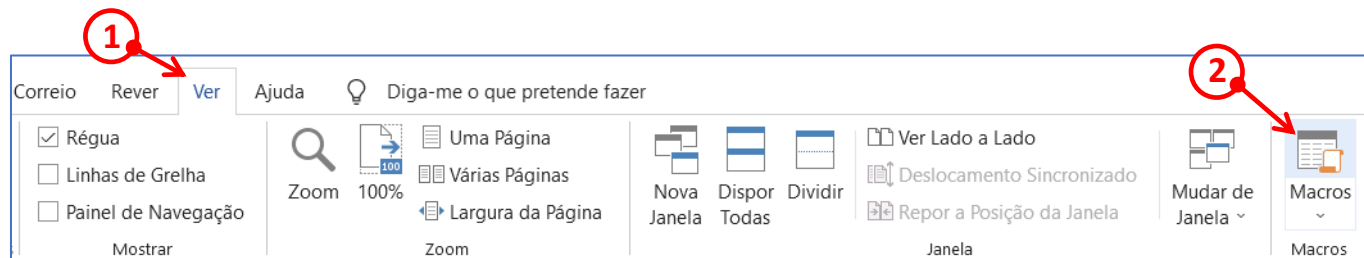 1
2
Correio Rever Ver Ajuda Diga-me o que pretende fazer
Régua
Linhas de Grelha
Painel de Navegação
Mostrar
Zoom
100
100%
Uma Página
Várias Páginas
Largura da Página
Zoom
Nova
Janela
Dispor
Todas
Dividir
Ver Lado a Lado
Deslocamento Sincronizado
Repor a Posição da Janela
Mudar de
Janela
Janela
Macros
Macros